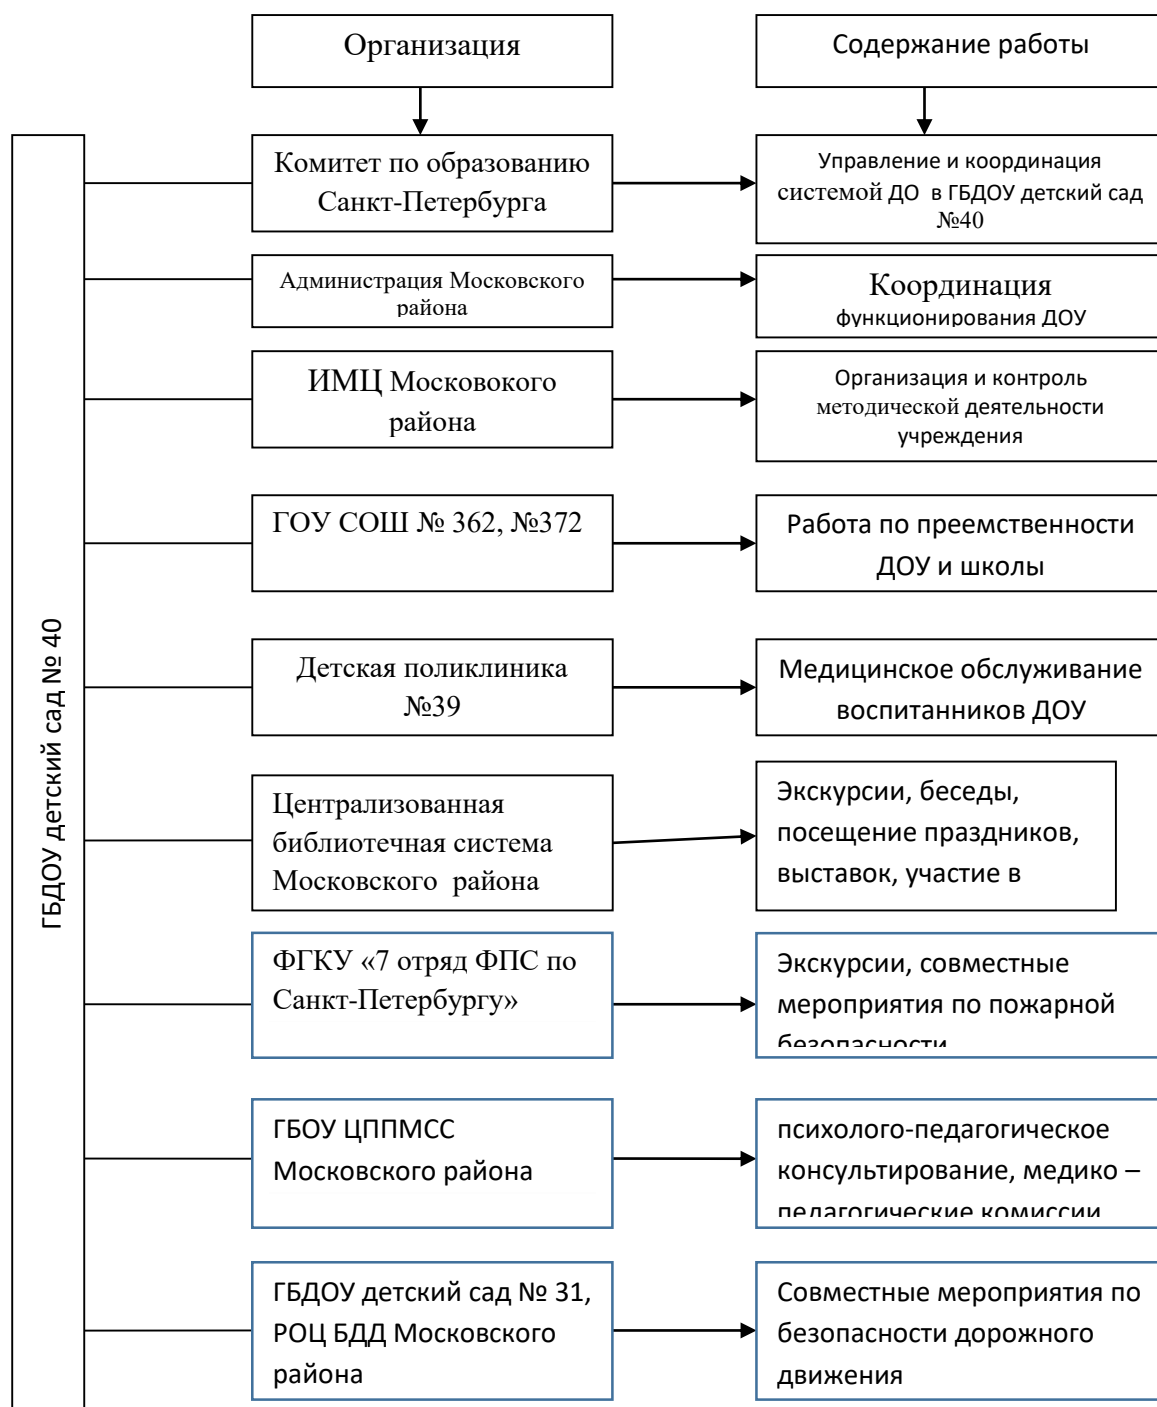 Организация
Содержание работы
ГБДОУ детский сад № 40
Комитет по образованию
Санкт-Петербурга
Управление и координация
системой ДО в ГБДОУ детский сад
№40
Администрация Московского
района
Координация
функционирования ДОУ
ИМЦ Московокого
района
Организация и контроль
методической деятельности
учреждения
ГОУ СОШ № 362, №372
Работа по преемственности
ДОУ и школы
Детская поликлиника
№39
Медицинское обслуживание
воспитанников ДОУ
Централизованная
библиотечная система
Московского района
Экскурсии, беседы,
посещение праздников,
выставок, участие в
ФГКУ «7 отряд ФПС по
Санкт-Петербургу»
Экскурсии, совместные
мероприятия по пожарной
безопасности
ГБОУ ЦППМСС
Московского района
психолого-педагогическое
консультирование, медико –
педагогические комиссии
ГБДОУ детский сад № 31,
РОЦ БДД Московского
района
Совместные мероприятия по
безопасности дорожного
движения